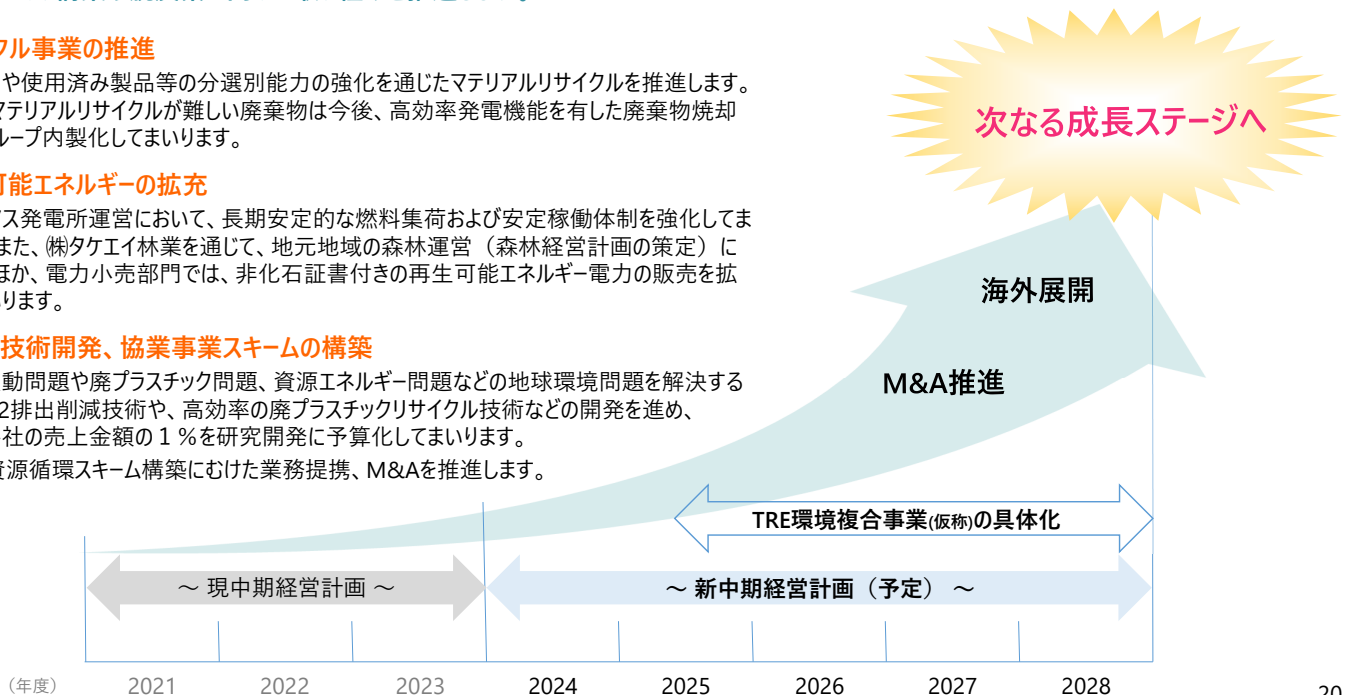 クル事業の推進
や使用済み製品等の分選別能力の強化を通じたマテリアルリサイクルを推進します。
マテリアルリサイクルが難しい廃棄物は今後、高効率発電機能を有した廃棄物焼却
ループ内製化してまいります。
可能エネルギーの拡充
ス発電所運営において、長期安定的な燃料集荷および安定稼働体制を強化してま
また、㈱タケエイ林業を通じて、地元地域の森林運営（森林経営計画の策定）に
ほか、電力小売部門では、非化石証書付きの再生可能エネルギー電力の販売を拡
ります。
技術開発、協業事業スキームの構築
動問題や廃プラスチック問題、資源エネルギー問題などの地球環境問題を解決する
2排出削減技術や、高効率の廃プラスチックリサイクル技術などの開発を進め、
社の売上金額の１％を研究開発に予算化してまいります。
資源循環スキーム構築にむけた業務提携、M&Aを推進します。
次なる成長ステージへ
海外展開
M&A推進
TRE環境複合事業(仮称)の具体化
～ 現中期経営計画 ～
～ 新中期経営計画（予定） ～
（年度） 2021 2022 2023 2024 2025 2026 2027 2028
20